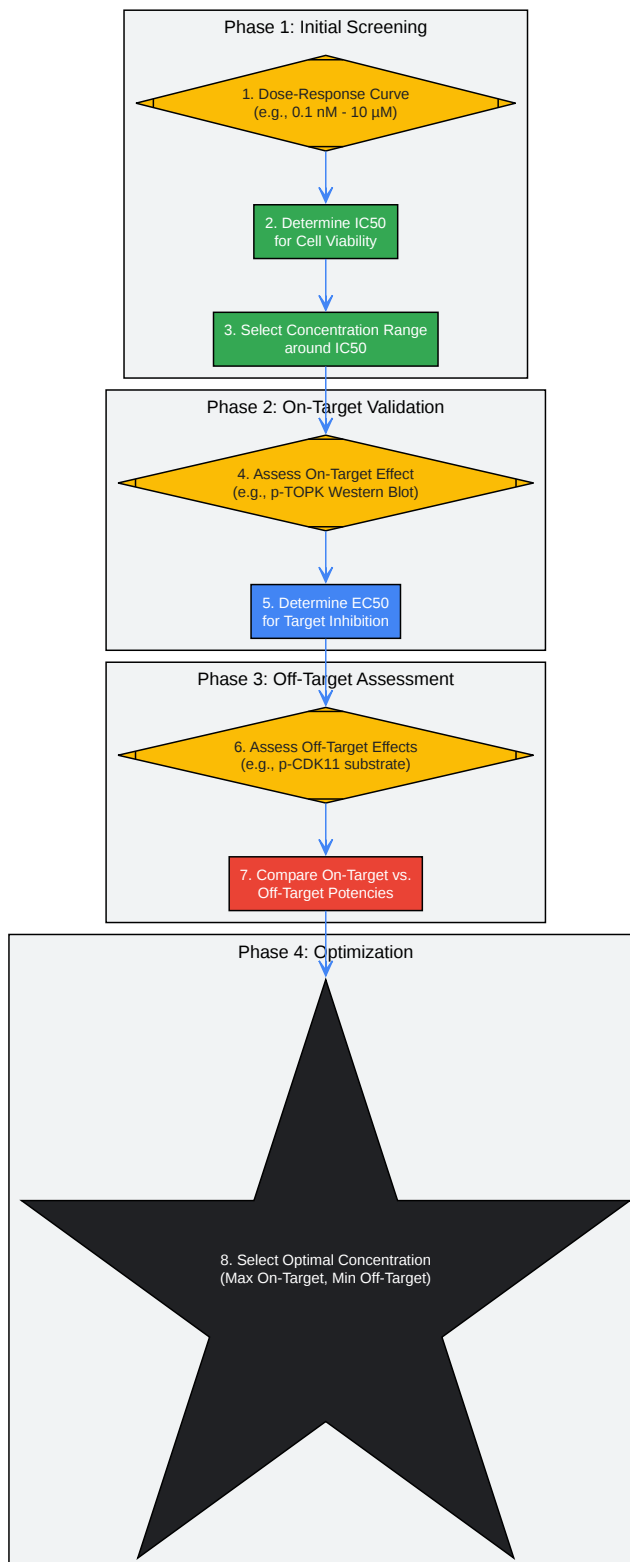 Phase 1: Initial Screening
1. Dose-Response Curve
(e.g., 0.1 nM - 10 µM)
2. Determine IC50
for Cell Viability
3. Select Concentration Range
around IC50
Phase 2: On-Target Validation
4. Assess On-Target Effect
(e.g., p-TOPK Western Blot)
5. Determine EC50
for Target Inhibition
Phase 3: Off-Target Assessment
6. Assess Off-Target Effects
(e.g., p-CDK11 substrate)
7. Compare On-Target vs.
Off-Target Potencies
Phase 4: Optimization
8. Select Optimal Concentration
(Max On-Target, Min Off-Target)